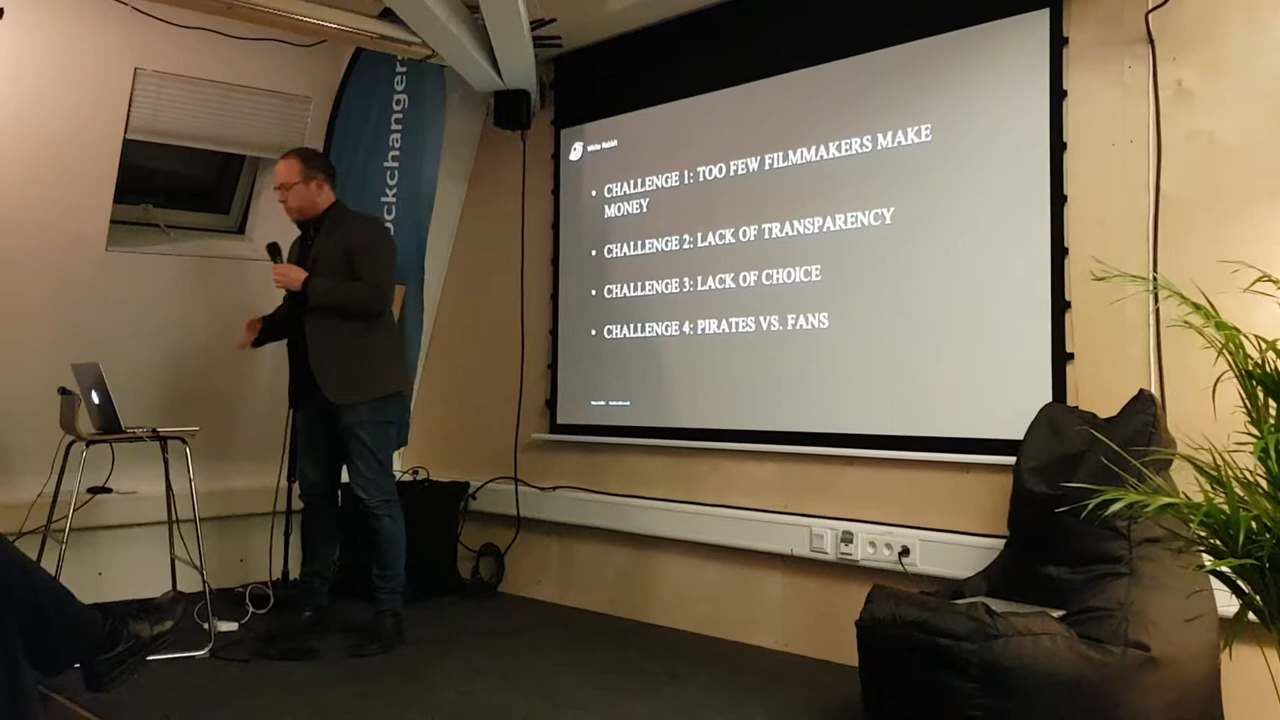 ockchangers
White Rabbit
• CHALLENGE 1: TOO FEW FILMMAKERS MAKE
MONEY
• CHALLENGE 2: LACK OF TRANSPARENCY
• CHALLENGE 3: LACK OF CHOICE
• CHALLENGE 4: PIRATES VS. FANS